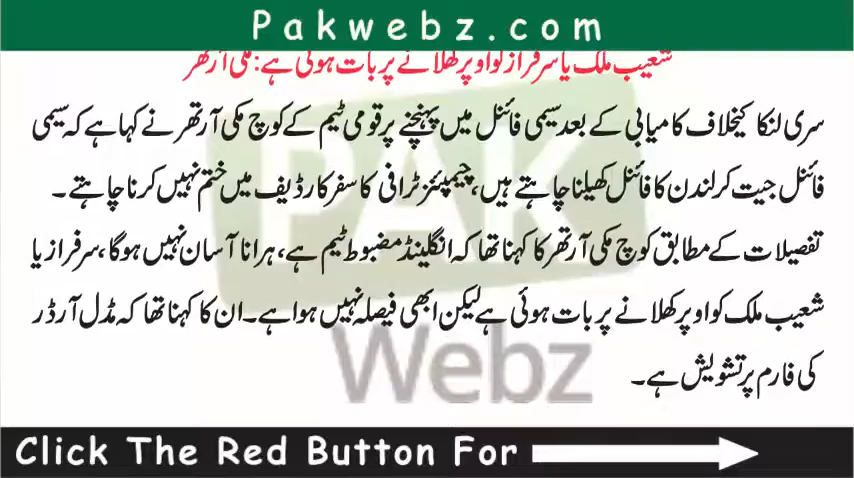 Pakwebz.com
شعیب ملک یا سرفراز کو اوپر کھلانے پر بات ہوئی ہے: مکی آرتھر
سری لنکا کیخلاف کامیابی کے بعد سیمی فائنل میں پہنچنے پر قومی ٹیم کے کوچ مکی آرتھر نے کہا ہے کہ سیمی
فائنل جیت کر لندن کا فائنل کھیلنا چاہتے ہیں، چیمپئنز ٹرافی کا سفر کارڈیف میں ختم نہیں کرنا چاہتے ۔
تفصیلات کے مطابق کوچ مکی آرتھر کا کہنا تھا کہ انگلینڈ مضبوط ٹیم ہے، ہرانا آسان نہیں ہوگا، سرفراز یا
شعیب ملک کو اوپر کھلانے پر بات ہوئی ہے لیکن ابھی فیصلہ نہیں ہوا ہے۔ ان کا کہنا تھا کہ مڈل آرڈر
کی فارم پر تشویش ہے۔
PAK
Webz
Click The Red Button For